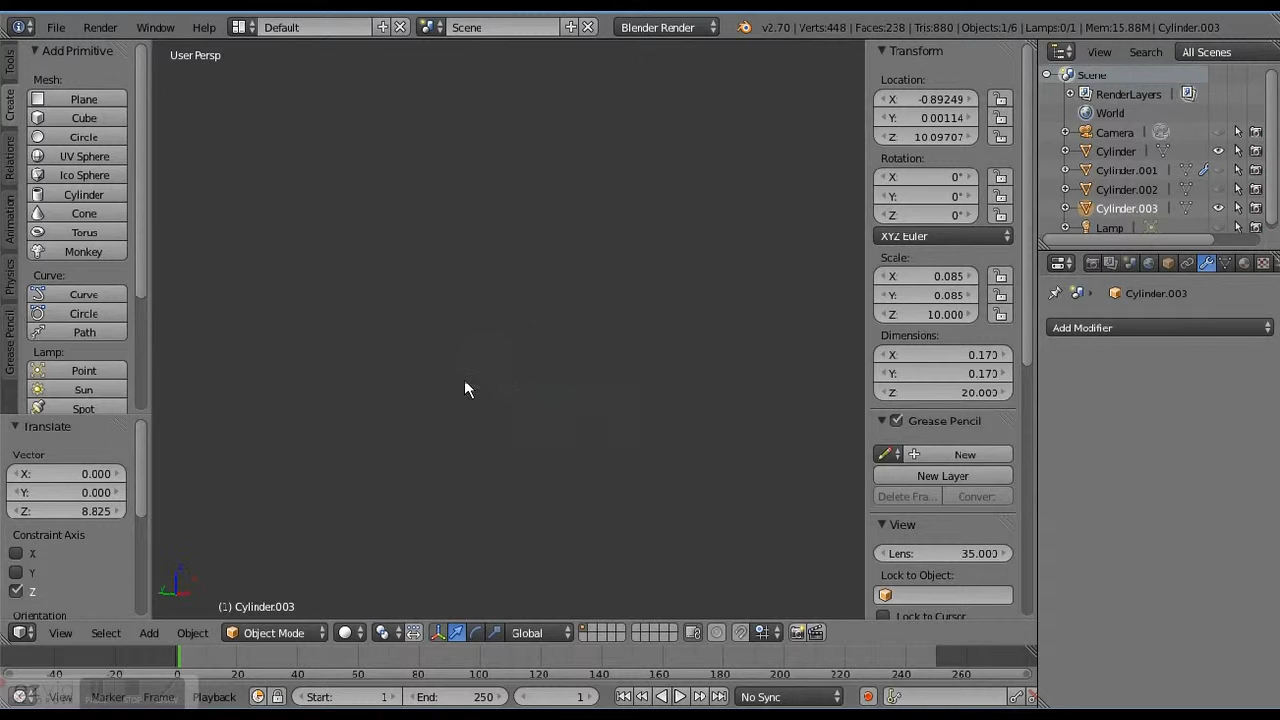 File Render Window Help Default Scene Blender Render v2.70 | Verts:448 | Faces:238 | Tris:880 | Objects:1/6 | Lamps:0/1 | Mem:15.88M | Cylinder.003
Tools
Create
Relations
Animation
Physics
Grease Pencil
Add Primitive
Mesh:
Plane
Cube
Circle
UV Sphere
Ico Sphere
Cylinder
Cone
Torus
Monkey
Curve:
Curve
Circle
Path
Lamp:
Point
Sun
Spot
Translate
Vector
X: 0.000
Y: 0.000
Z: 8.825
Constraint Axis
X
Y
Z
Orientation
User Persp
(1) Cylinder.003
Transform
Location:
X: -0.89249
Y: 0.00114
Z: 10.09707
Rotation:
X: 0°
Y: 0°
Z: 0°
XYZ Euler
Scale:
X: 0.085
Y: 0.085
Z: 10.000
Dimensions:
X: 0.170
Y: 0.170
Z: 20.000
Grease Pencil
New
New Layer
Delete Fra... Conver
View
Lens: 35.000
Lock to Object:
Lock to Cursor
View Search All Scenes
Scene
RenderLayers
World
Camera
Cylinder
Cylinder.001
Cylinder.002
Cylinder.003
Lamp
Cylinder.003
Add Modifier
View Select Add Object Object Mode Global
-40 -20 0 20 40 60 80 100 120 140 160 180 200 220 240 260
View Marker Frame Playback Start: 1 End: 250 1 No Sync